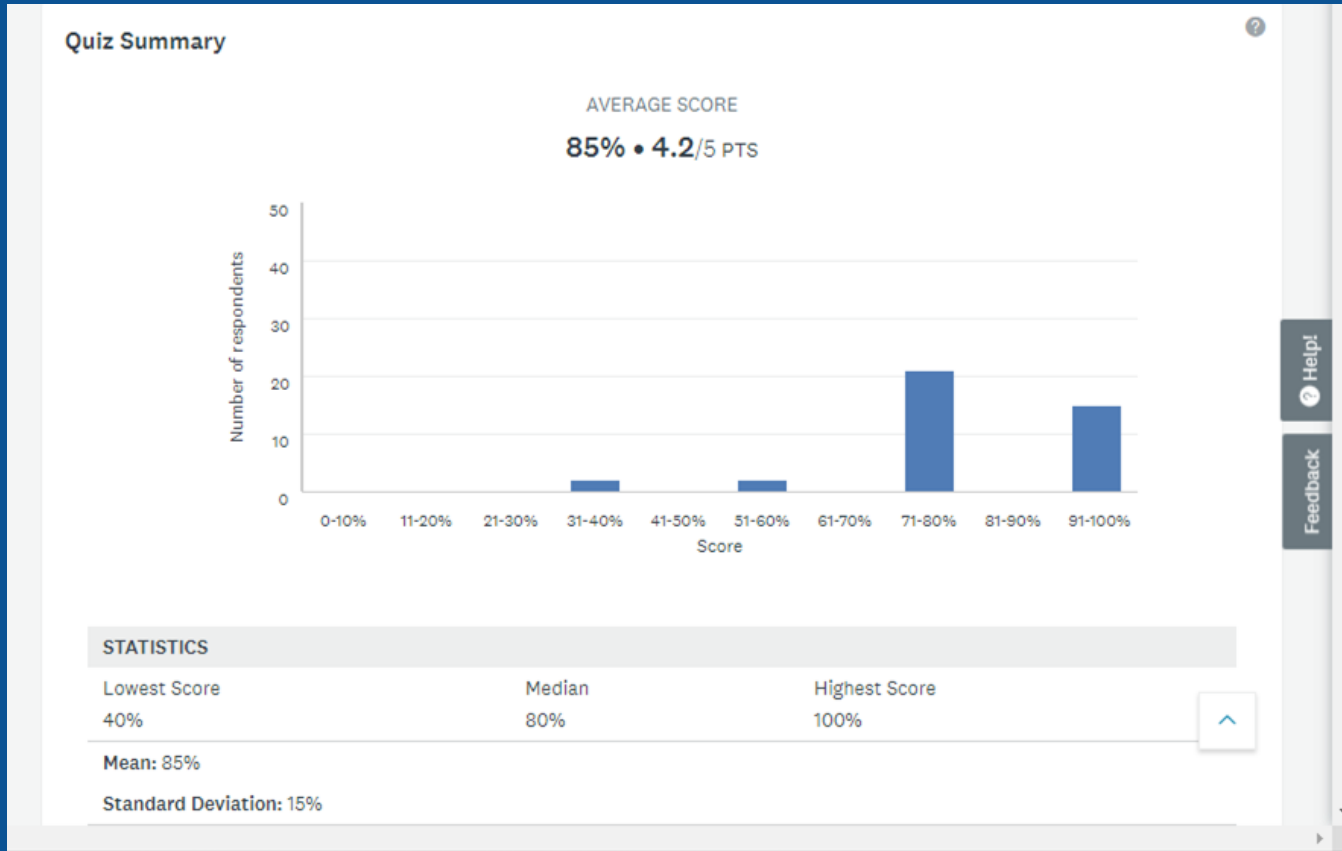 Quiz Summary
AVERAGE SCORE
85% • 4.2/5 PTS
50
40
30
20
10
0
Number of respondents
0-10% 11-20% 21-30% 31-40% 41-50% 51-60% 61-70% 71-80% 81-90% 91-100%
Score
? Help!
Feedback
STATISTICS
Lowest Score Median Highest Score
40% 80% 100%
Mean: 85%
Standard Deviation: 15%